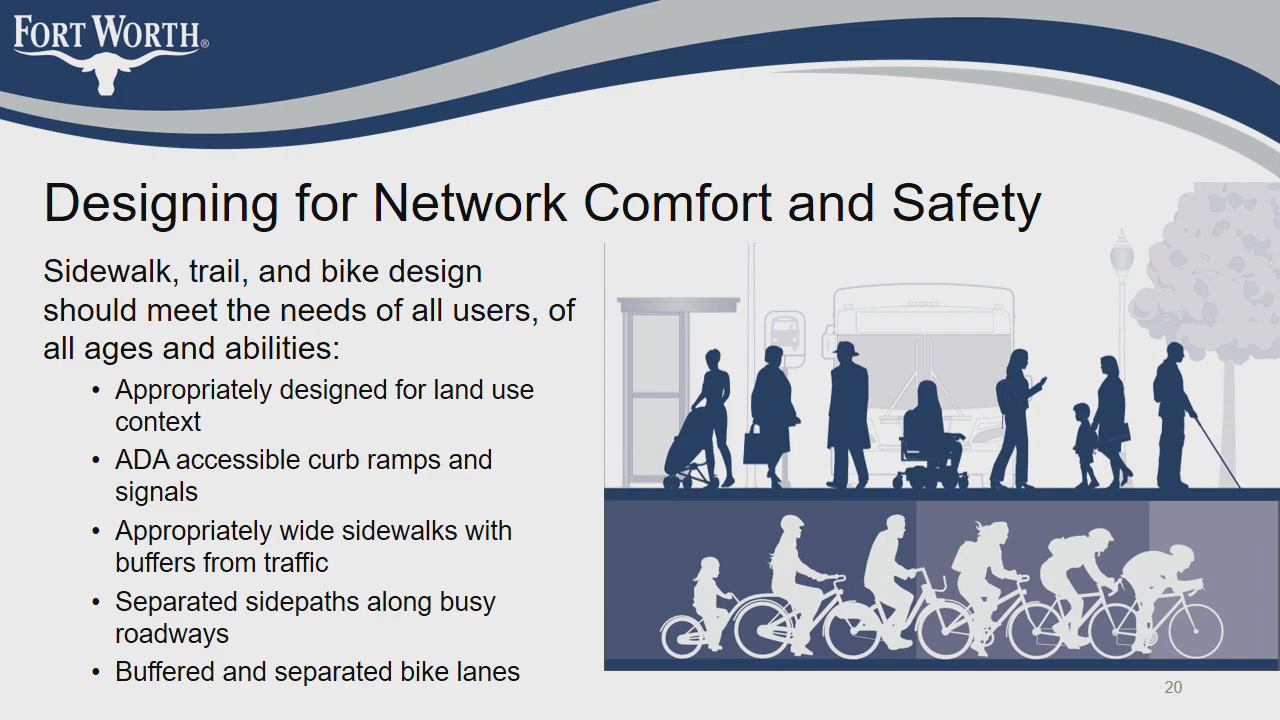 FORT WORTH®
Designing for Network Comfort and Safety
Sidewalk, trail, and bike design
should meet the needs of all users, of
all ages and abilities:
• Appropriately designed for land use
context
• ADA accessible curb ramps and
signals
• Appropriately wide sidewalks with
buffers from traffic
• Separated sidepaths along busy
roadways
• Buffered and separated bike lanes
20